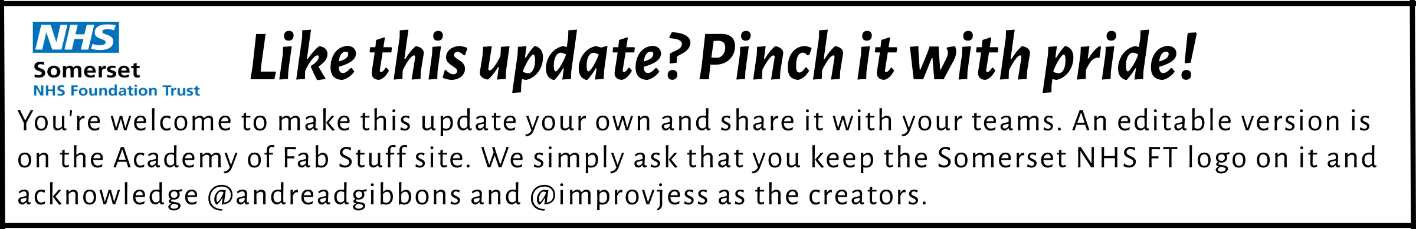 NHS
Somerset
NHS Foundation Trust
Like this update? Pinch it with pride!
You're welcome to make this update your own and share it with your teams. An editable version is
on the Academy of Fab Stuff site. We simply ask that you keep the Somerset NHS FT logo on it and
acknowledge @andreadgibbons and @improvjess as the creators.